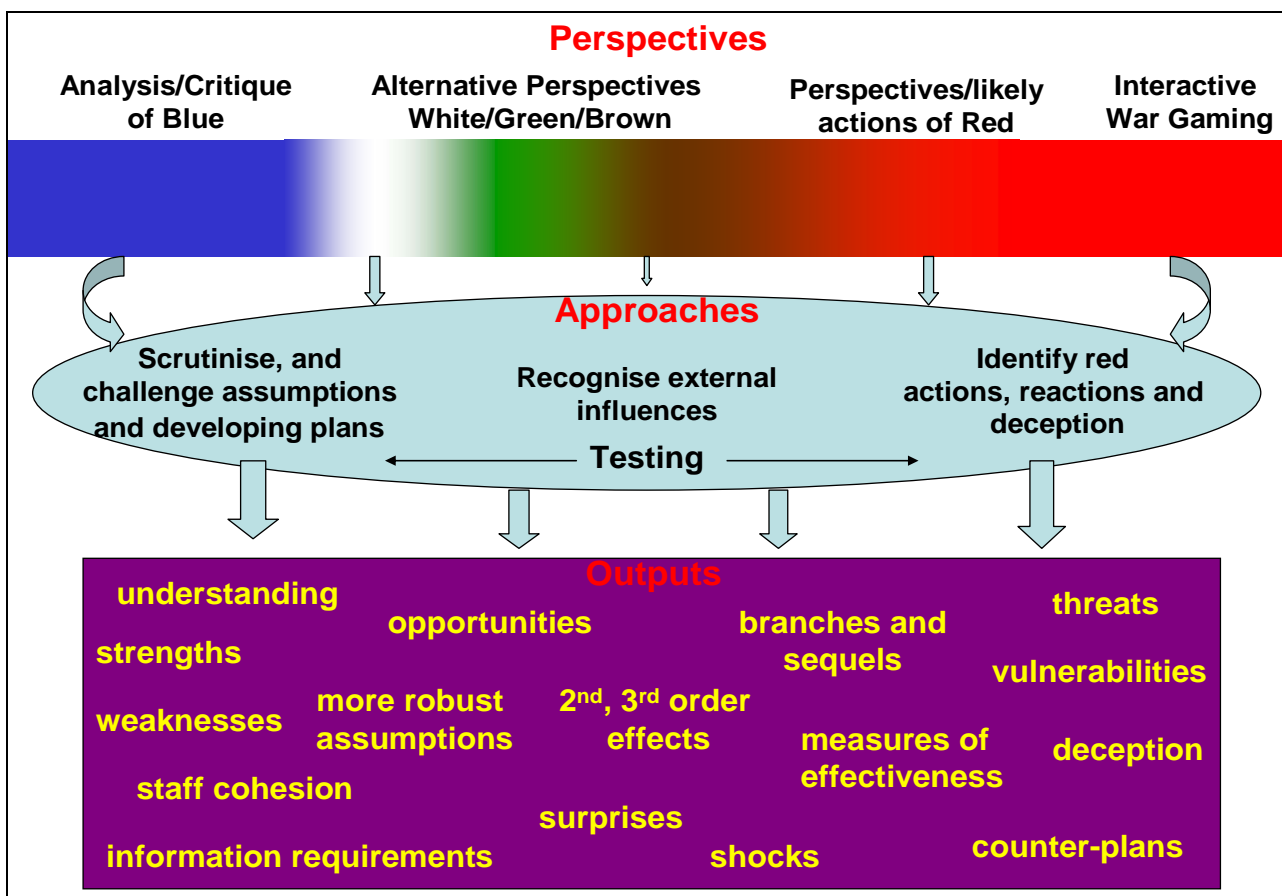 Perspectives
Analysis/Critique
of Blue
Alternative Perspectives
White/Green/Brown
Perspectives/likely
actions of Red
Interactive
War Gaming
Approaches
Scrutinise, and
challenge assumptions
and developing plans
Recognise external
influences
Identify red
actions, reactions and
deception
Testing
Outputs
understanding
opportunities
branches and
sequels
threats
strengths
vulnerabilities
weaknesses
more robust
assumptions
2nd, 3rd order
effects
measures of
effectiveness
deception
staff cohesion
surprises
information requirements
shocks
counter-plans